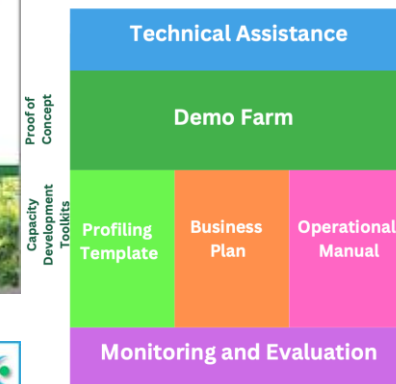 Technical Assistance
Proof of
Concept
Demo Farm
Capacity
Development
Toolkits
Profiling
Template
Business
Plan
Operational
Manual
Monitoring and Evaluation